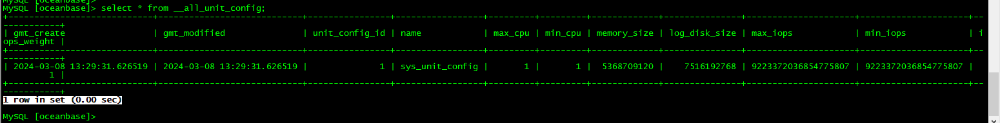 MySQL [oceanbase]>
MySQL [oceanbase]> select * from __all_unit_config;
+----------------------------+----------------------------+----------------+-----------------+---------+---------+-------------+---------------+---------------------+---------------------+--
-----------+
| gmt_create                 | gmt_modified               | unit_config_id | name            | max_cpu | min_cpu | memory_size | log_disk_size | max_iops            | min_iops            | i
ops_weight |
+----------------------------+----------------------------+----------------+-----------------+---------+---------+-------------+---------------+---------------------+---------------------+--
-----------+
| 2024-03-08 13:29:31.626519 | 2024-03-08 13:29:31.626519 |              1 | sys_unit_config |       1 |       1 |  5368709120 |    7516192768 | 9223372036854775807 | 9223372036854775807 |
         1 |
+----------------------------+----------------------------+----------------+-----------------+---------+---------+-------------+---------------+---------------------+---------------------+--
-----------+
1 row in set (0.00 sec)
MySQL [oceanbase]>